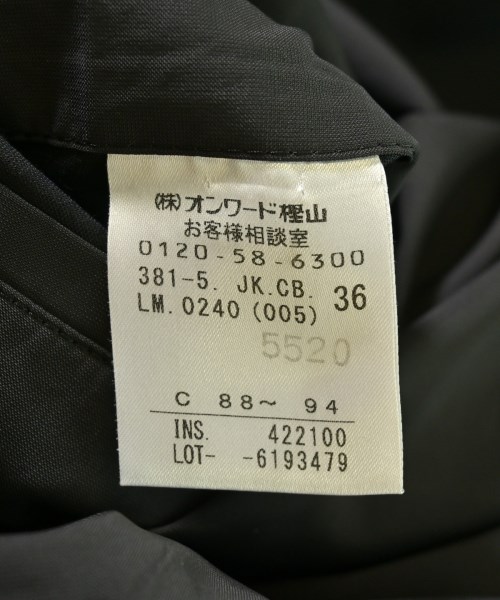 (株)オンワード樫山
お客様相談室
0120-58-6300
381-5. JK.CB. 36
LM.0240 (005)
5520
C 88〜 94
INS. 422100
LOT- -6193479